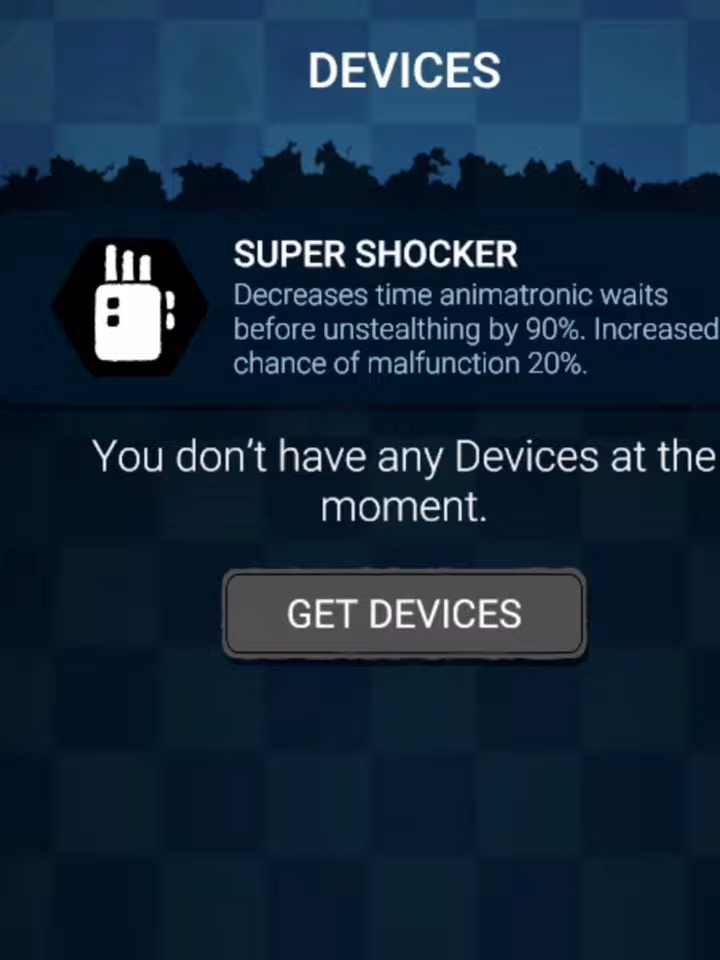 DEVICES
SUPER SHOCKER
Decreases time animatronic waits
before unstealthing by 90%. Increased
chance of malfunction 20%.
You don’t have any Devices at the
moment.
GET DEVICES